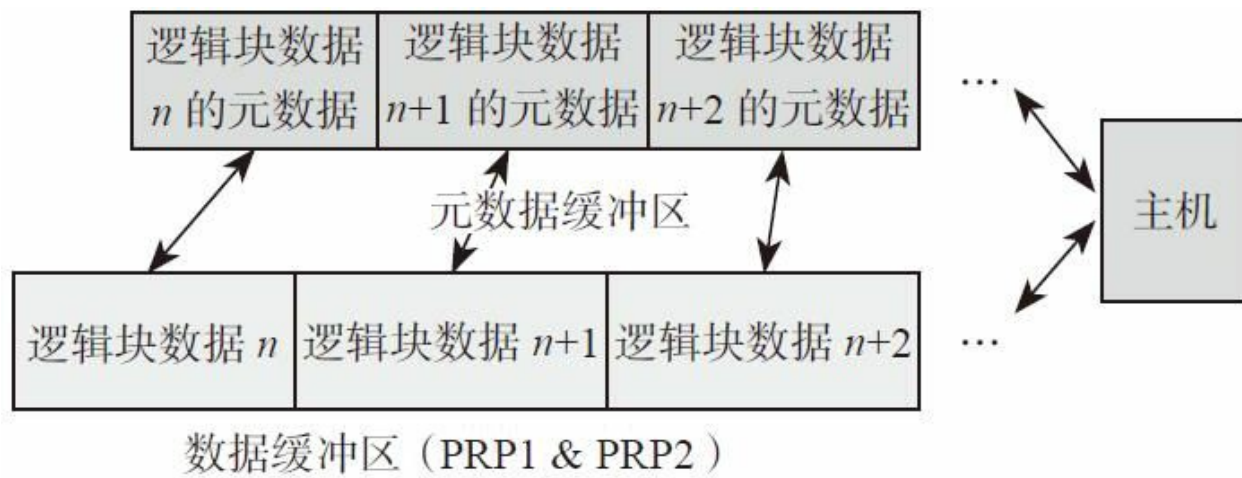 逻辑块数据 逻辑块数据 逻辑块数据
n 的元数据 n+1 的元数据 n+2 的元数据
...
主机
元数据缓冲区
逻辑块数据 n 逻辑块数据 n+1 逻辑块数据 n+2
...
数据缓冲区（PRP1 & PRP2）